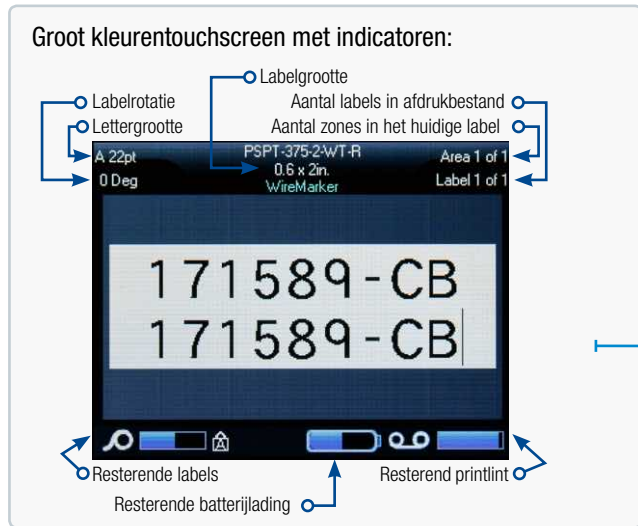 Groot kleurentouchscreen met indicatoren:
Labelgrootte
Labelrotatie
Aantal labels in afdrukbestand
Lettergrootte
Aantal zones in het huidige label
A 22pt
PSPT-375-2-WT-R
Area 1 of 1
0.6 x 2in.
0 Deg
WireMarker
Label 1 of 1
171589-CB
171589-CB
A
Resterende labels
Resterend printlint
Resterende batterijlading